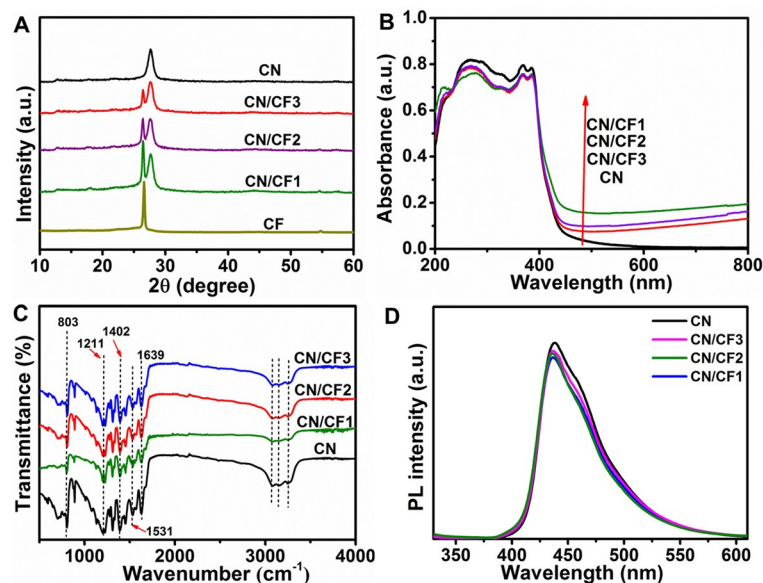 A
CN
CN/CF3
CN/CF2
CN/CF1
CF
Intensity (a.u.)
10 20 30 40 50 60
2θ (degree)
B
1.0
0.8
0.6
0.4
0.2
0.0
Absorbance (a.u.)
CN/CF1
CN/CF2
CN/CF3
CN
200 400 600 800
Wavelength (nm)
C
803
1211
1402
1639
1531
CN/CF3
CN/CF2
CN/CF1
CN
Transmittance (%)
1000 2000 3000 4000
Wavenumber (cm⁻¹)
D
CN
CN/CF3
CN/CF2
CN/CF1
PL intensity (a.u.)
350 400 450 500 550 600
Wavelength (nm)